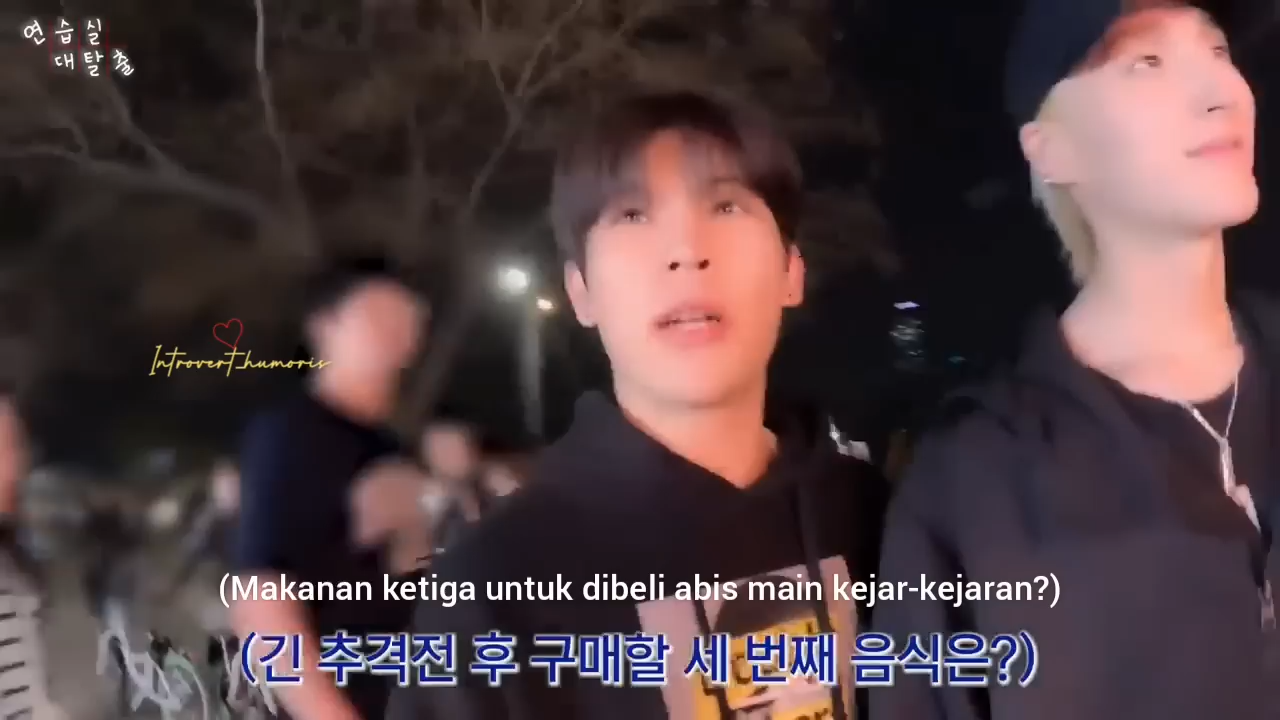 연습실
대탈출
Introvert_humoris
(Makanan ketiga untuk dibeli abis main kejar-kejaran?)
(긴 추격전 후 구매할 세 번째 음식은?)